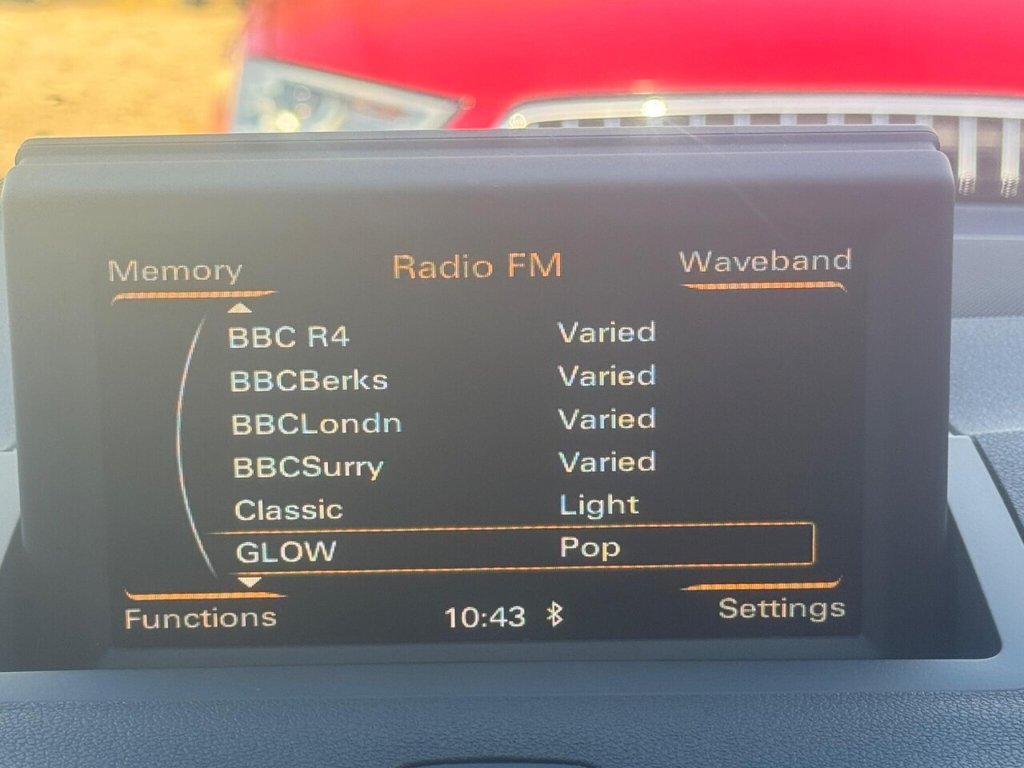 Memory Radio FM Waveband
BBC R4 Varied
BBCBerks Varied
BBCLondn Varied
BBCSurry Varied
Classic Light
GLOW Pop
Functions 10:43 Settings